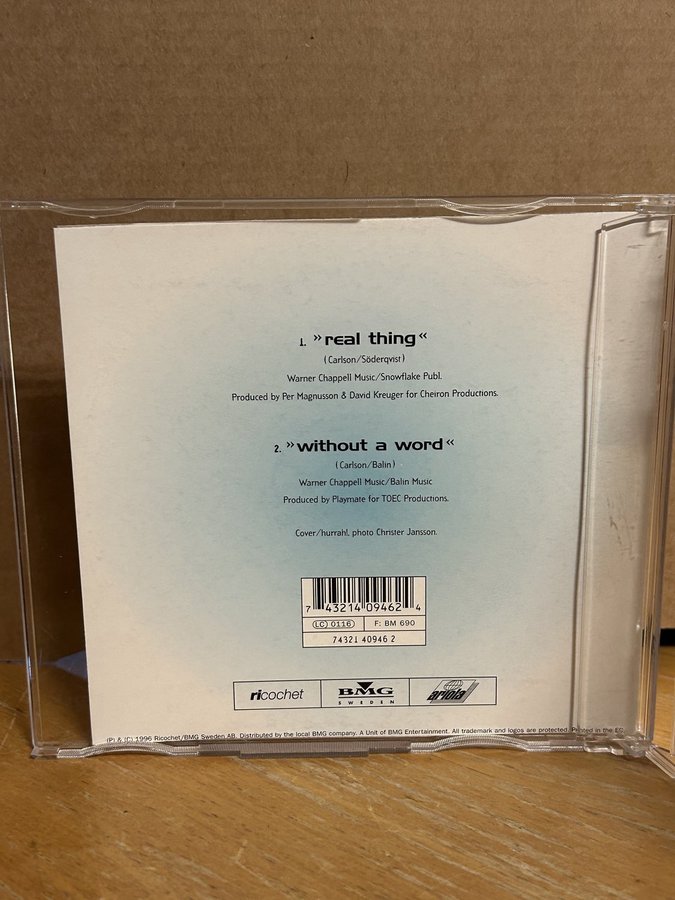 1. »real thing«
(Carlson/Söderqvist)
Warner Chappell Music/Snowflake Publ.
Produced by Per Magnusson & David Kreuger for Cheiron Productions.
2. »without a word«
(Carlson/Balin)
Warner Chappell Music/Balin Music
Produced by Playmate for TOEC Productions.
Cover/hurrah!, photo Christer Jansson.
7 43214 09462 4
LC 0116 F: BM 690
74321 40946 2
ricochet
BMG
SWEDEN
ariola
(P) & (C) 1996 Ricochet/BMG Sweden AB. Distributed by the local BMG company. A Unit of BMG Entertainment. All trademark and logos are protected. Printed in the EC.